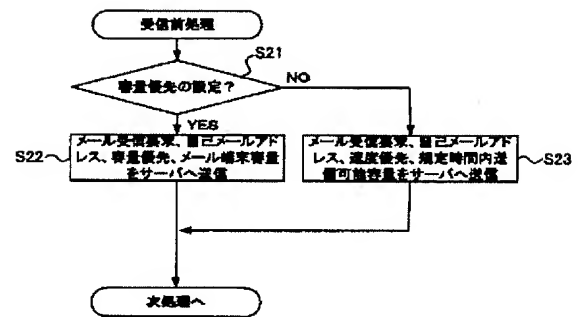 受信前処理
S21
容量優先の設定?
NO
YES
S22
メール受信要求、自己メールアド
レス、容量優先、メール端末容量
をサーバへ送信
メール受信要求、自己メールアド
レス、速度優先、規定時間内送
信可能容量をサーバへ送信
S23
次処理へ